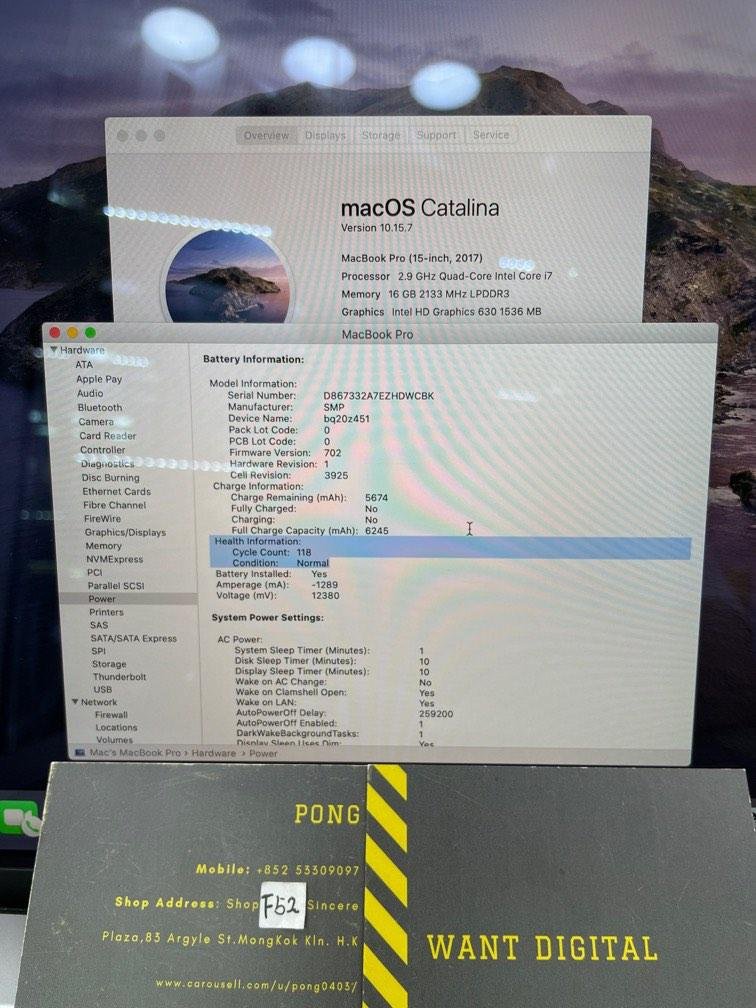 Overview Displays Storage Support Service
macOS Catalina
Version 10.15.7
MacBook Pro (15-inch, 2017)
Processor 2.9 GHz Quad-Core Intel Core i7
Memory 16 GB 2133 MHz LPDDR3
Graphics Intel HD Graphics 630 1536 MB
MacBook Pro
Hardware
ATA
Apple Pay
Audio
Bluetooth
Camera
Card Reader
Controller
Diagnostics
Disc Burning
Ethernet Cards
Fibre Channel
FireWire
Graphics/Displays
Memory
NVMExpress
PCI
Parallel SCSI
Power
Printers
SAS
SATA/SATA Express
SPI
Storage
Thunderbolt
USB
Network
Firewall
Locations
Volumes
Battery Information:
Model Information:
Serial Number: D867332A7EZHDWCBK
Manufacturer: SMP
Device Name: bq20z451
Pack Lot Code: 0
PCB Lot Code: 0
Firmware Version: 702
Hardware Revision: 1
Cell Revision: 3925
Charge Information:
Charge Remaining (mAh): 5674
Fully Charged: No
Charging: No
Full Charge Capacity (mAh): 6245
Health Information:
Cycle Count: 118
Condition: Normal
Battery Installed: Yes
Amperage (mA): -1289
Voltage (mV): 12380
System Power Settings:
AC Power:
System Sleep Timer (Minutes): 1
Disk Sleep Timer (Minutes): 10
Display Sleep Timer (Minutes): 10
Wake on AC Change: No
Wake on Clamshell Open: Yes
Wake on LAN: Yes
AutoPowerOff Delay: 259200
AutoPowerOff Enabled: 1
DarkWakeBackgroundTasks: 1
Display Sleep Uses Dim: Yes
Mac's MacBook Pro › Hardware › Power
PONG
Mobile: +852 53309097
Shop Address: Shop F52 Sincere
Plaza,83 Argyle St.MongKok Kln. H.K
www.carousell.com/u/pong0403/
WANT DIGITAL